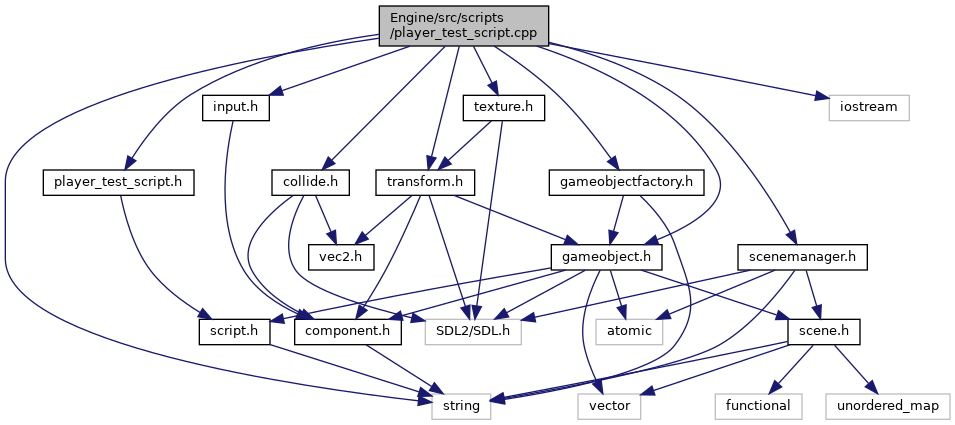 Engine/src/scripts
/player_test_script.cpp
input.h
texture.h
iostream
player_test_script.h
collide.h
transform.h
gameobjectfactory.h
vec2.h
gameobject.h
scenemanager.h
script.h
component.h
SDL2/SDL.h
atomic
scene.h
string
vector
functional
unordered_map